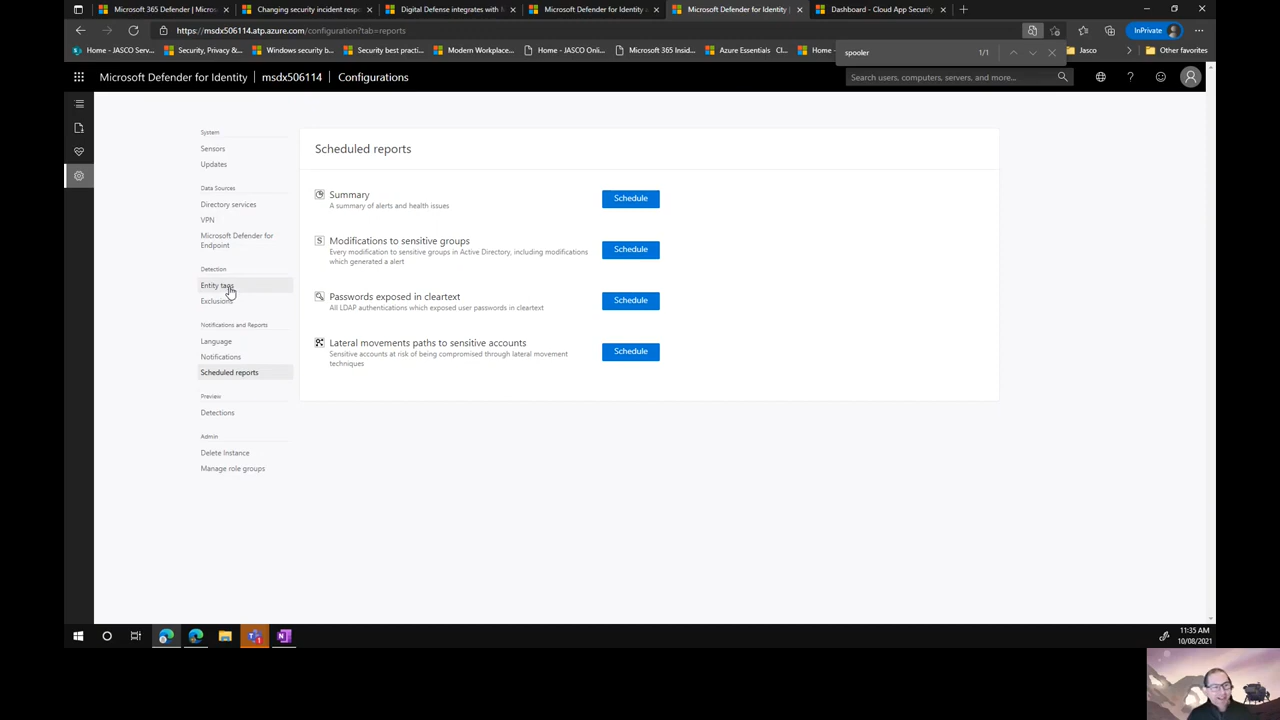 Microsoft 365 Defender | Micros
Changing security incident resp
Digital Defense integrates with M
Microsoft Defender for Identity a
Microsoft Defender for Identity
Dashboard - Cloud App Security
https://msdx506114.atp.azure.com/configuration?tab=reports
InPrivate
Home - JASCO Serv...
Security, Privacy &...
Windows security b...
Security best practi...
Modern Workplace...
Home - JASCO Onli...
Microsoft 365 Insid...
Azure Essentials Cl...
Home
Jasco
Other favorites
spooler
1/1
Microsoft Defender for Identity
msdx506114
Configurations
Search users, computers, servers, and more...
System
Sensors
Updates
Data Sources
Directory services
VPN
Microsoft Defender for
Endpoint
Detection
Entity tags
Exclusions
Notifications and Reports
Language
Notifications
Scheduled reports
Preview
Detections
Admin
Delete Instance
Manage role groups
Scheduled reports
Summary
A summary of alerts and health issues
Schedule
Modifications to sensitive groups
Every modification to sensitive groups in Active Directory, including modifications
which generated a alert
Schedule
Passwords exposed in cleartext
All LDAP authentications which exposed user passwords in cleartext
Schedule
Lateral movements paths to sensitive accounts
Sensitive accounts at risk of being compromised through lateral movement
techniques
Schedule
11:35 AM
10/08/2021